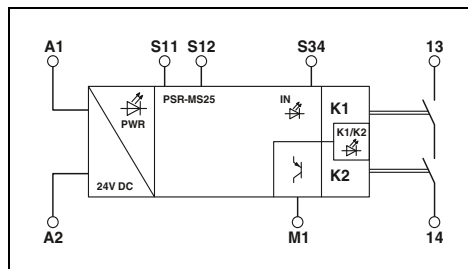 A1 S11 S12 S34 13
PSR-MS25 IN K1
PWR K1/K2
24V DC K2
A2 M1 14